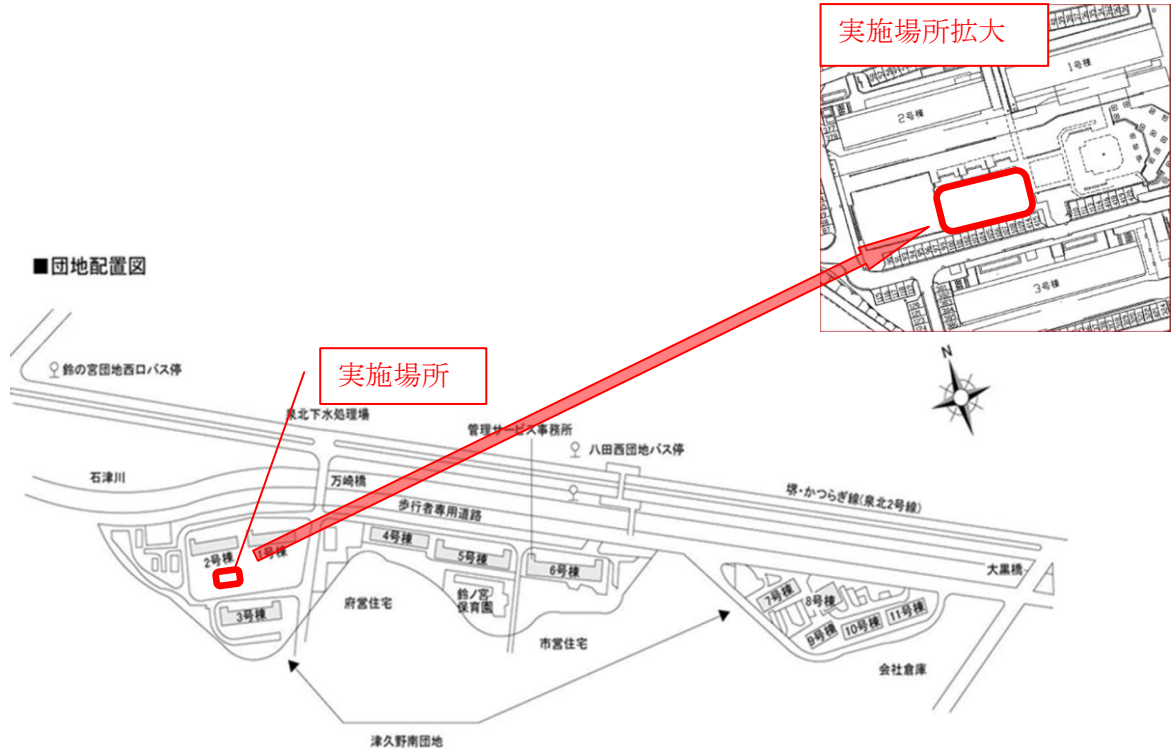 実施場所拡大
1号棟
2号棟
3号棟
■団地配置図
N
鈴の宮団地西口バス停
実施場所
泉北下水処理場
管理サービス事務所
八田西団地バス停
石津川
万崎橋
堺・かつらぎ線(泉北2号線)
歩行者専用道路
2号棟
1号棟
4号棟
5号棟
6号棟
大黒橋
鈴ノ宮
保育園
7号棟
8号棟
3号棟
府営住宅
9号棟
10号棟
11号棟
市営住宅
会社倉庫
津久野南団地